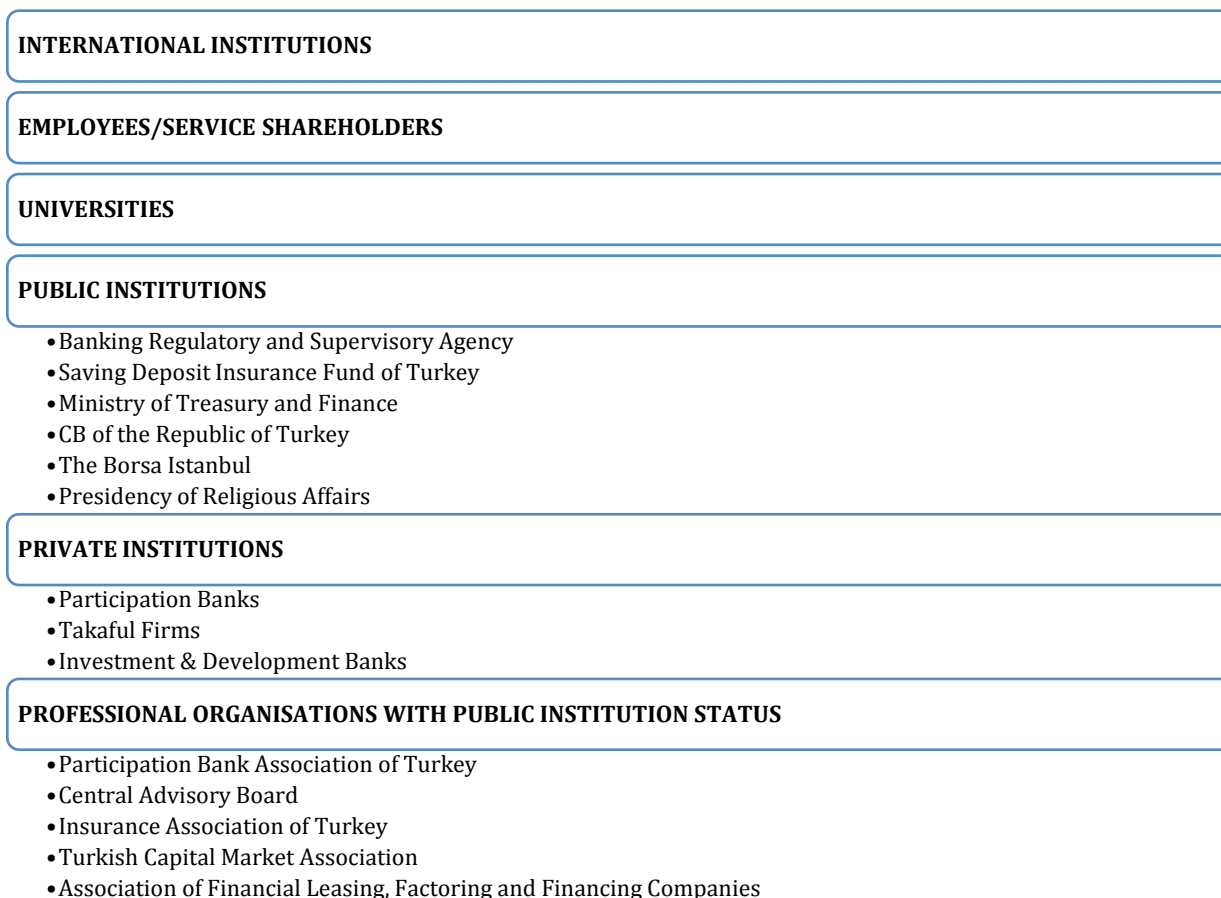 INTERNATIONAL INSTITUTIONS
EMPLOYEES/SERVICE SHAREHOLDERS
UNIVERSITIES
PUBLIC INSTITUTIONS
•Banking Regulatory and Supervisory Agency
•Saving Deposit Insurance Fund of Turkey
•Ministry of Treasury and Finance
•CB of the Republic of Turkey
•The Borsa Istanbul
•Presidency of Religious Affairs
PRIVATE INSTITUTIONS
•Participation Banks
•Takaful Firms
•Investment & Development Banks
PROFESSIONAL ORGANISATIONS WITH PUBLIC INSTITUTION STATUS
•Participation Bank Association of Turkey
•Central Advisory Board
•Insurance Association of Turkey
•Turkish Capital Market Association
•Association of Financial Leasing, Factoring and Financing Companies